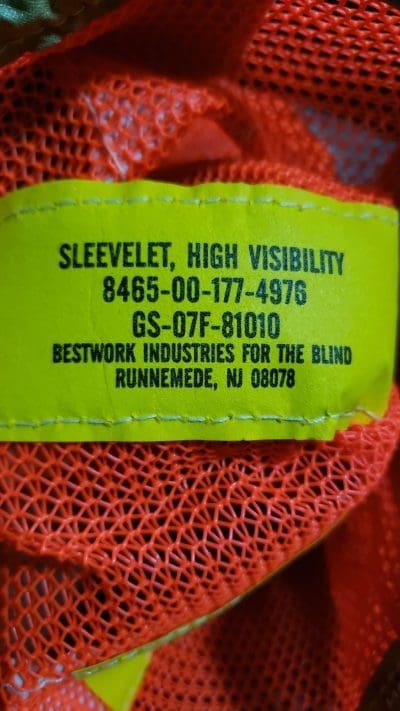 SLEEVELET, HIGH VISIBILITY
8465-00-177-4976
GS-07F-81010
BESTWORK INDUSTRIES FOR THE BLIND
RUNNEMEDE, NJ 08078